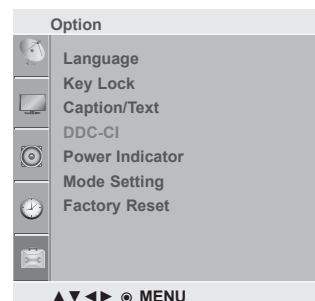 Option
Language
Key Lock
Caption/Text
DDC-CI
Power Indicator
Mode Setting
Factory Reset
▲▼◄► ◉ MENU